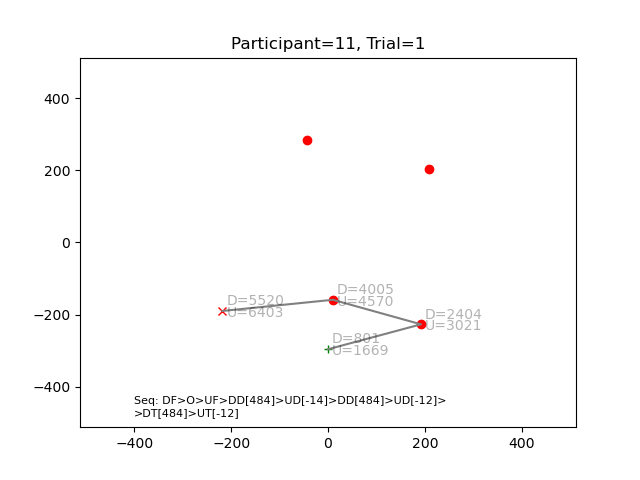 Participant=11, Trial=1
400
200
0
−200
−400
D=5520
U=6403
D=4005
U=4570
D=2404
U=3021
D=801
U=1669
Seq: DF>O>UF>DD[484]>UD[-14]>DD[484]>UD[-12]>
>DT[484]>UT[-12]
−400
−200
0
200
400